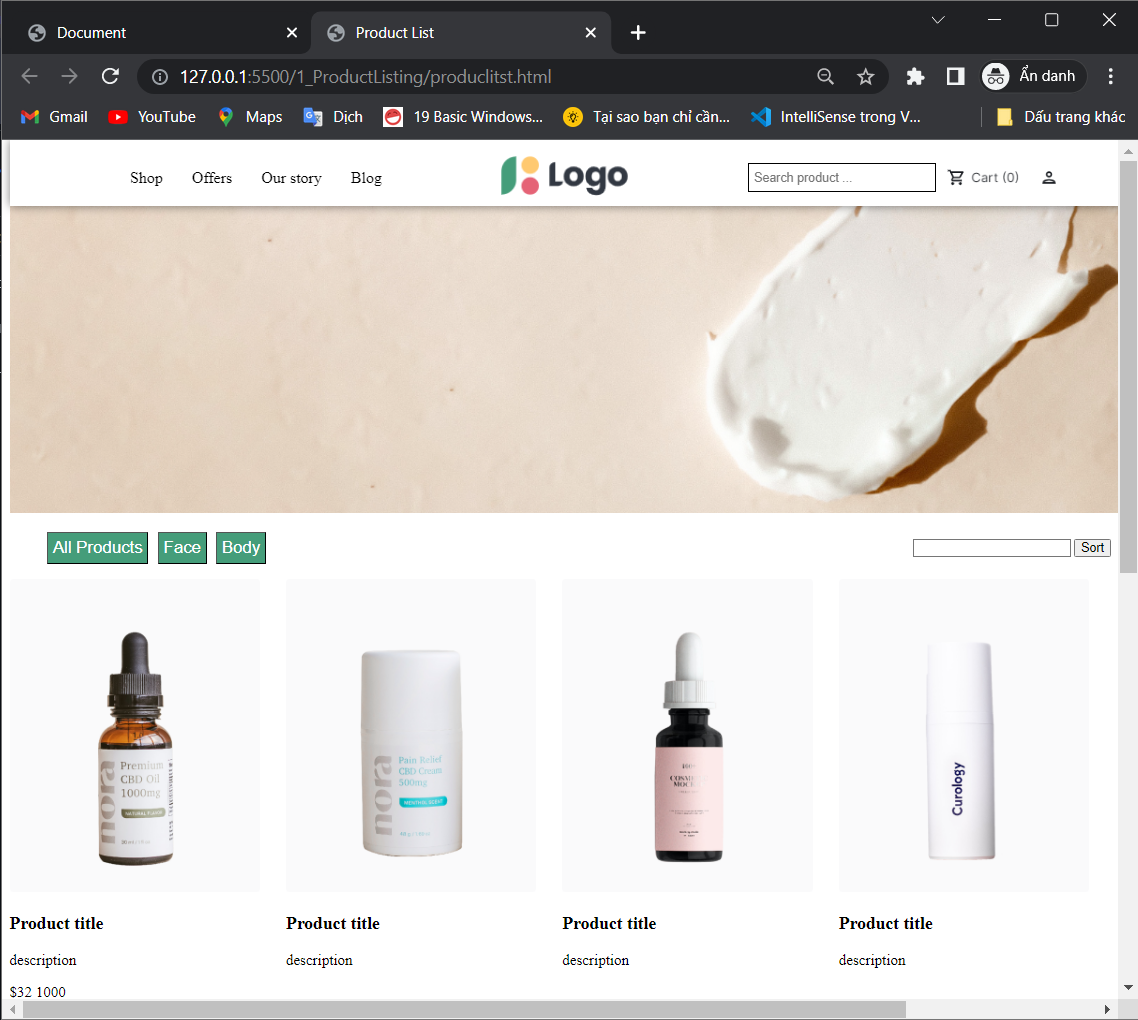 Document
Product List
127.0.0.1:5500/1_ProductListing/produclitst.html
Ẩn danh
Gmail
YouTube
Maps
Dịch
19 Basic Windows...
Tại sao bạn chỉ cần...
IntelliSense trong V...
Dấu trang khác
Shop
Offers
Our story
Blog
Logo
Search product ...
Cart (0)
All Products
Face
Body
Sort
nora
Premium
CBD Oil
1000mg
NATURAL FLAVOR
nora
Pain Relief
CBD Cream
500mg
MENTHOL SCENT
Curology
Product title
Product title
Product title
Product title
description
description
description
description
$32 1000